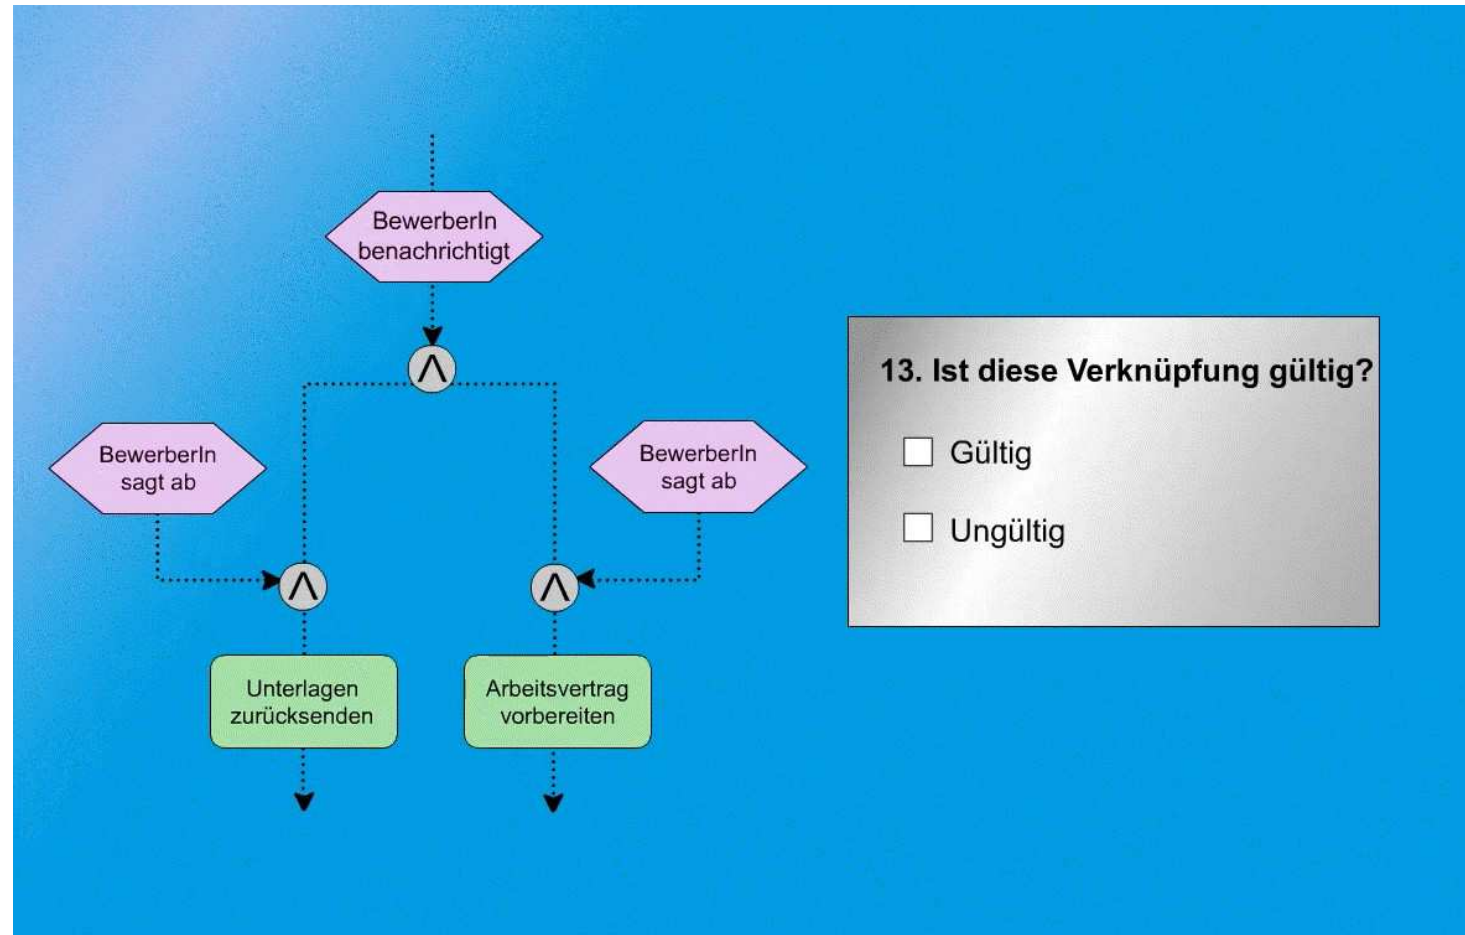 BewerberIn
benachrichtigt
Λ
BewerberIn
sagt ab
BewerberIn
sagt ab
Λ
Λ
Unterlagen
zurücksenden
Arbeitsvertrag
vorbereiten
13. Ist diese Verknüpfung gültig?
Gültig
Ungültig